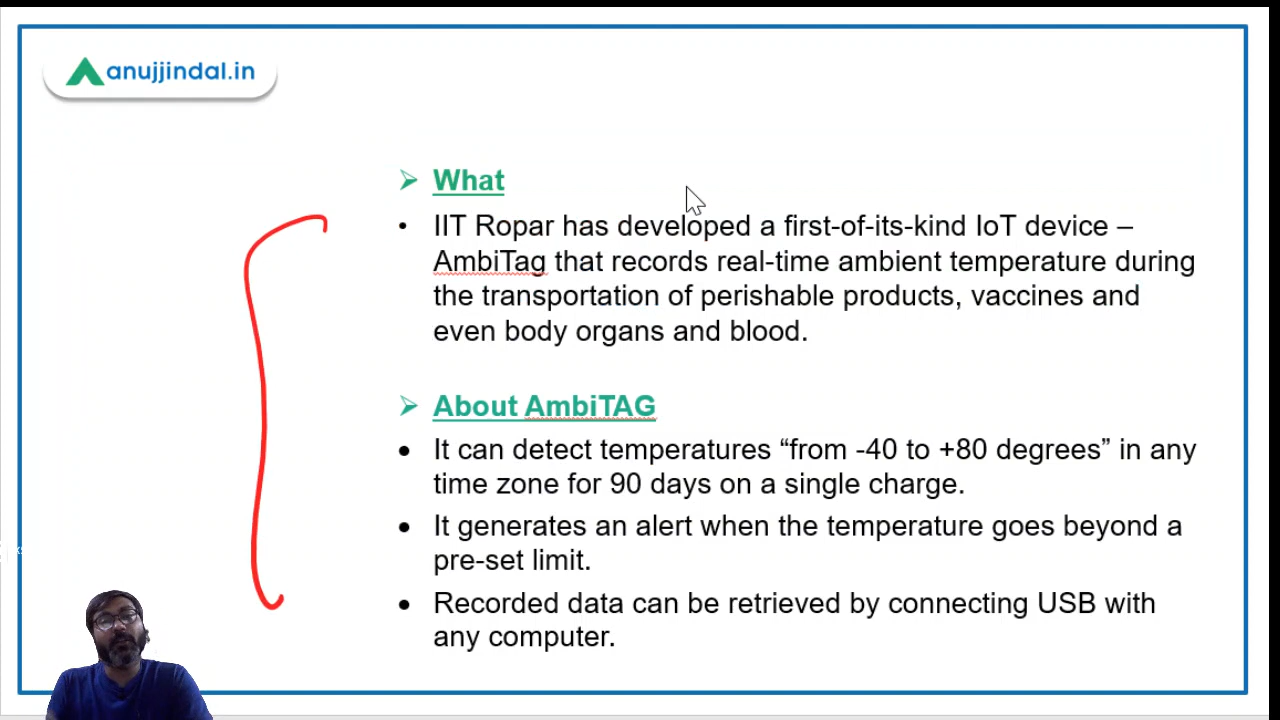 anujjindal.in
What
IIT Ropar has developed a first-of-its-kind IoT device –
AmbiTag that records real-time ambient temperature during
the transportation of perishable products, vaccines and
even body organs and blood.
About AmbiTAG
It can detect temperatures “from -40 to +80 degrees” in any
time zone for 90 days on a single charge.
It generates an alert when the temperature goes beyond a
pre-set limit.
Recorded data can be retrieved by connecting USB with
any computer.